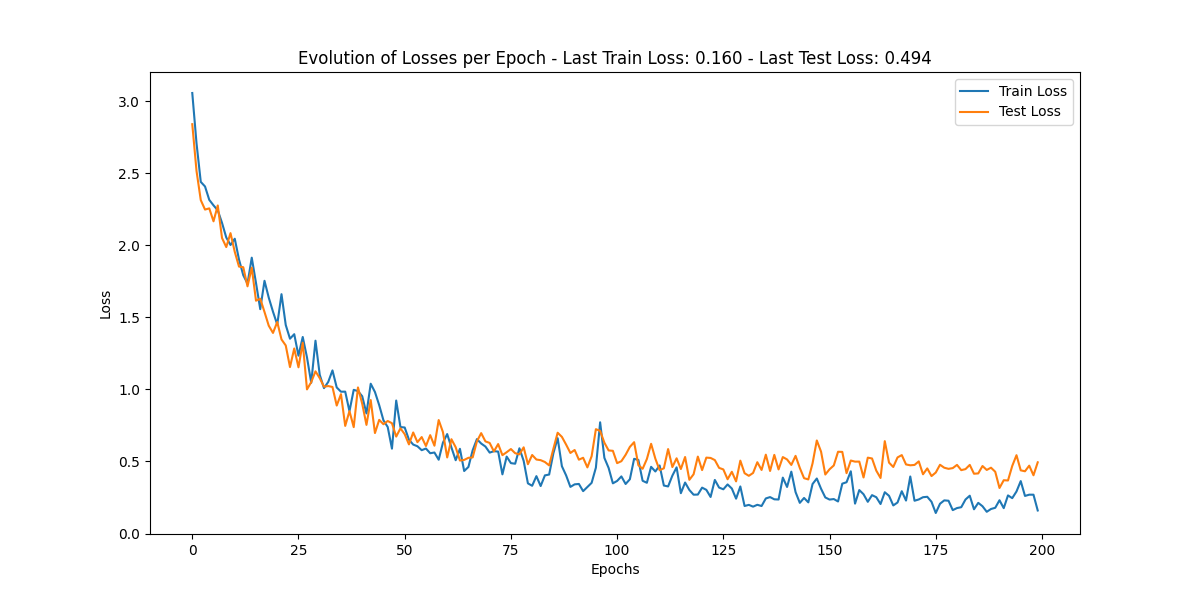 Evolution of Losses per Epoch - Last Train Loss: 0.160 - Last Test Loss: 0.494
Train Loss
Test Loss
3.0
2.5
2.0
1.5
1.0
0.5
0.0
Loss
0 25 50 75 100 125 150 175 200
Epochs